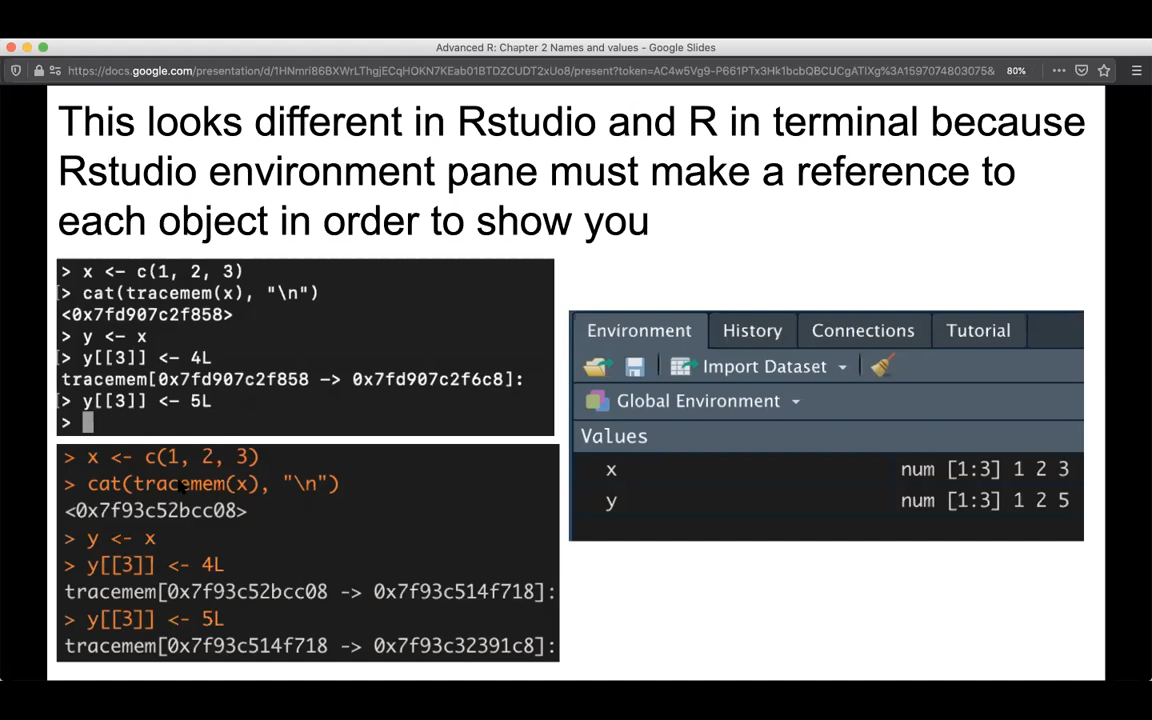 Advanced R: Chapter 2 Names and values - Google Slides
https://docs.google.com/presentation/d/1HNmri86BXWrLThgjECqHOKN7KEab01BTDZCUDT2xUo8/present?token=AC4w5Vg9-P661PTx3Hk1bcbQBCUCgATIXg%3A1597074803075&
80%
This looks different in Rstudio and R in terminal because
Rstudio environment pane must make a reference to
each object in order to show you
> x <- c(1, 2, 3)
[> cat(tracemem(x), "\n")
<0x7fd907c2f858>
> y <- x
[> y[[3]] <- 4L
tracemem[0x7fd907c2f858 -> 0x7fd907c2f6c8]:
[> y[[3]] <- 5L
>
> x <- c(1, 2, 3)
> cat(tracemem(x), "\n")
<0x7f93c52bcc08>
> y <- x
> y[[3]] <- 4L
tracemem[0x7f93c52bcc08 -> 0x7f93c514f718]:
> y[[3]] <- 5L
tracemem[0x7f93c514f718 -> 0x7f93c32391c8]:
Environment History Connections Tutorial
Import Dataset
Global Environment
Values
x num [1:3] 1 2 3
y num [1:3] 1 2 5